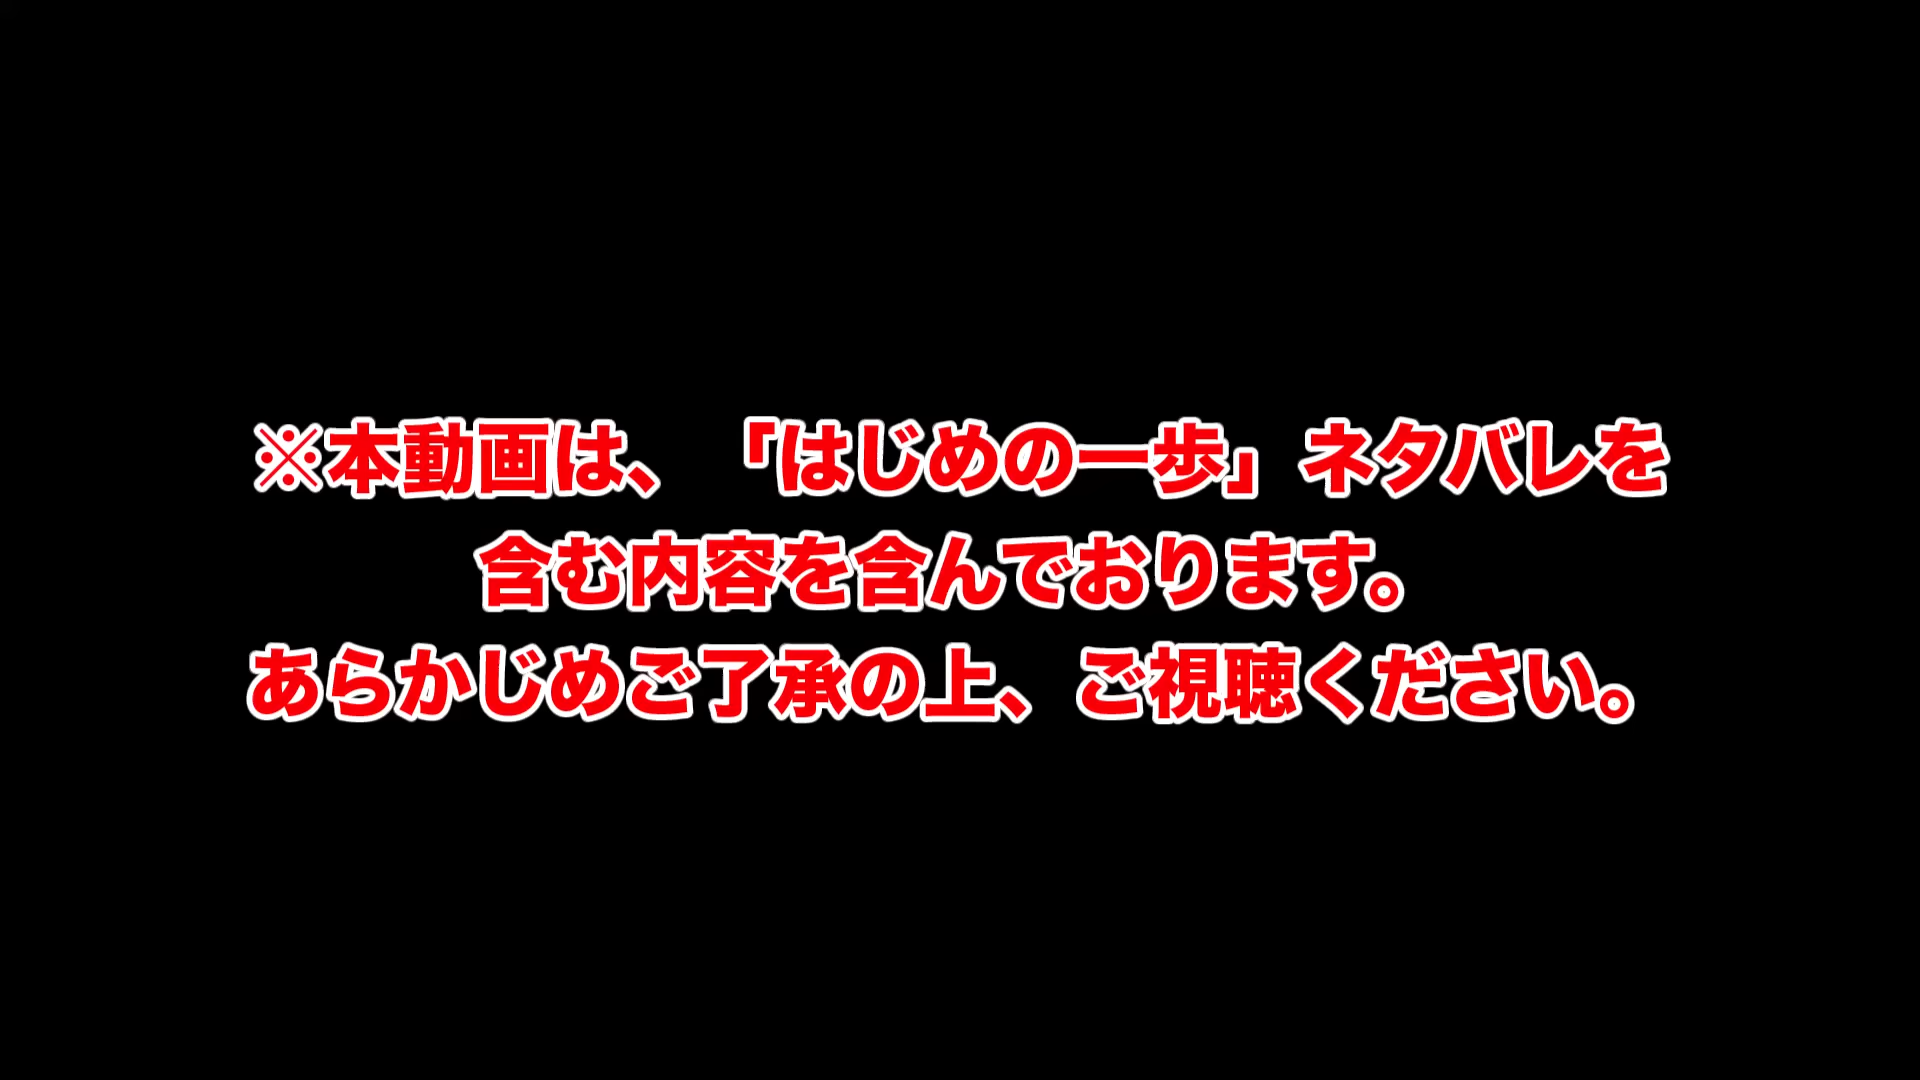 ※本動画は、「はじめの一歩」ネタバレを
含む内容を含んでおります。
あらかじめご了承の上、ご視聴ください。